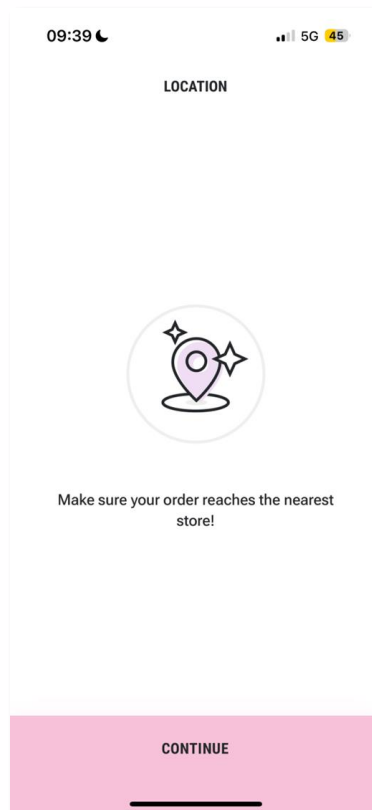 09:39 5G 45
LOCATION
Make sure your order reaches the nearest
store!
CONTINUE